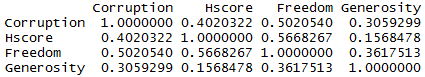 Corruption Hscore Freedom Generosity
Corruption 1.0000000 0.4020322 0.5020540 0.3059299
Hscore 0.4020322 1.0000000 0.5668267 0.1568478
Freedom 0.5020540 0.5668267 1.0000000 0.3617513
Generosity 0.3059299 0.1568478 0.3617513 1.0000000